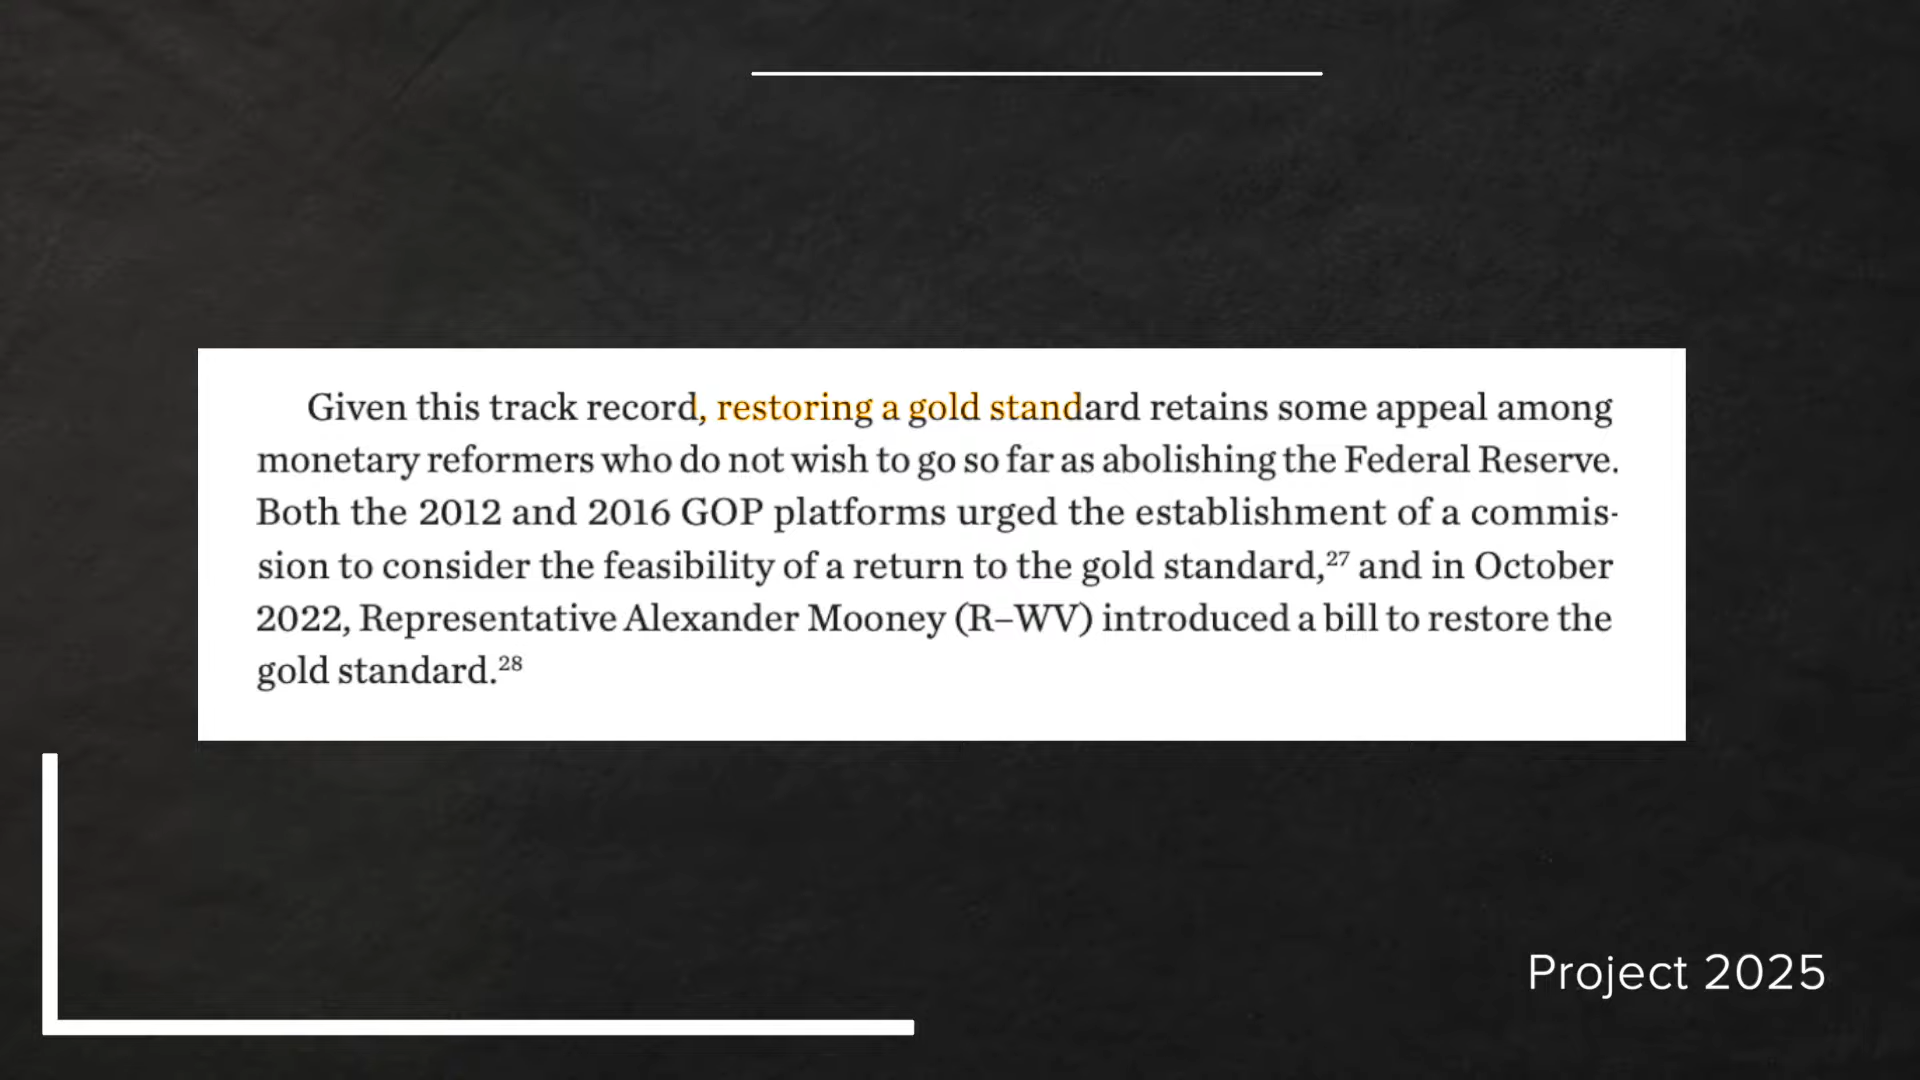 Given this track record, restoring a gold standard retains some appeal among
monetary reformers who do not wish to go so far as abolishing the Federal Reserve.
Both the 2012 and 2016 GOP platforms urged the establishment of a commis-
sion to consider the feasibility of a return to the gold standard,²⁷ and in October
2022, Representative Alexander Mooney (R–WV) introduced a bill to restore the
gold standard.²⁸
Project 2025